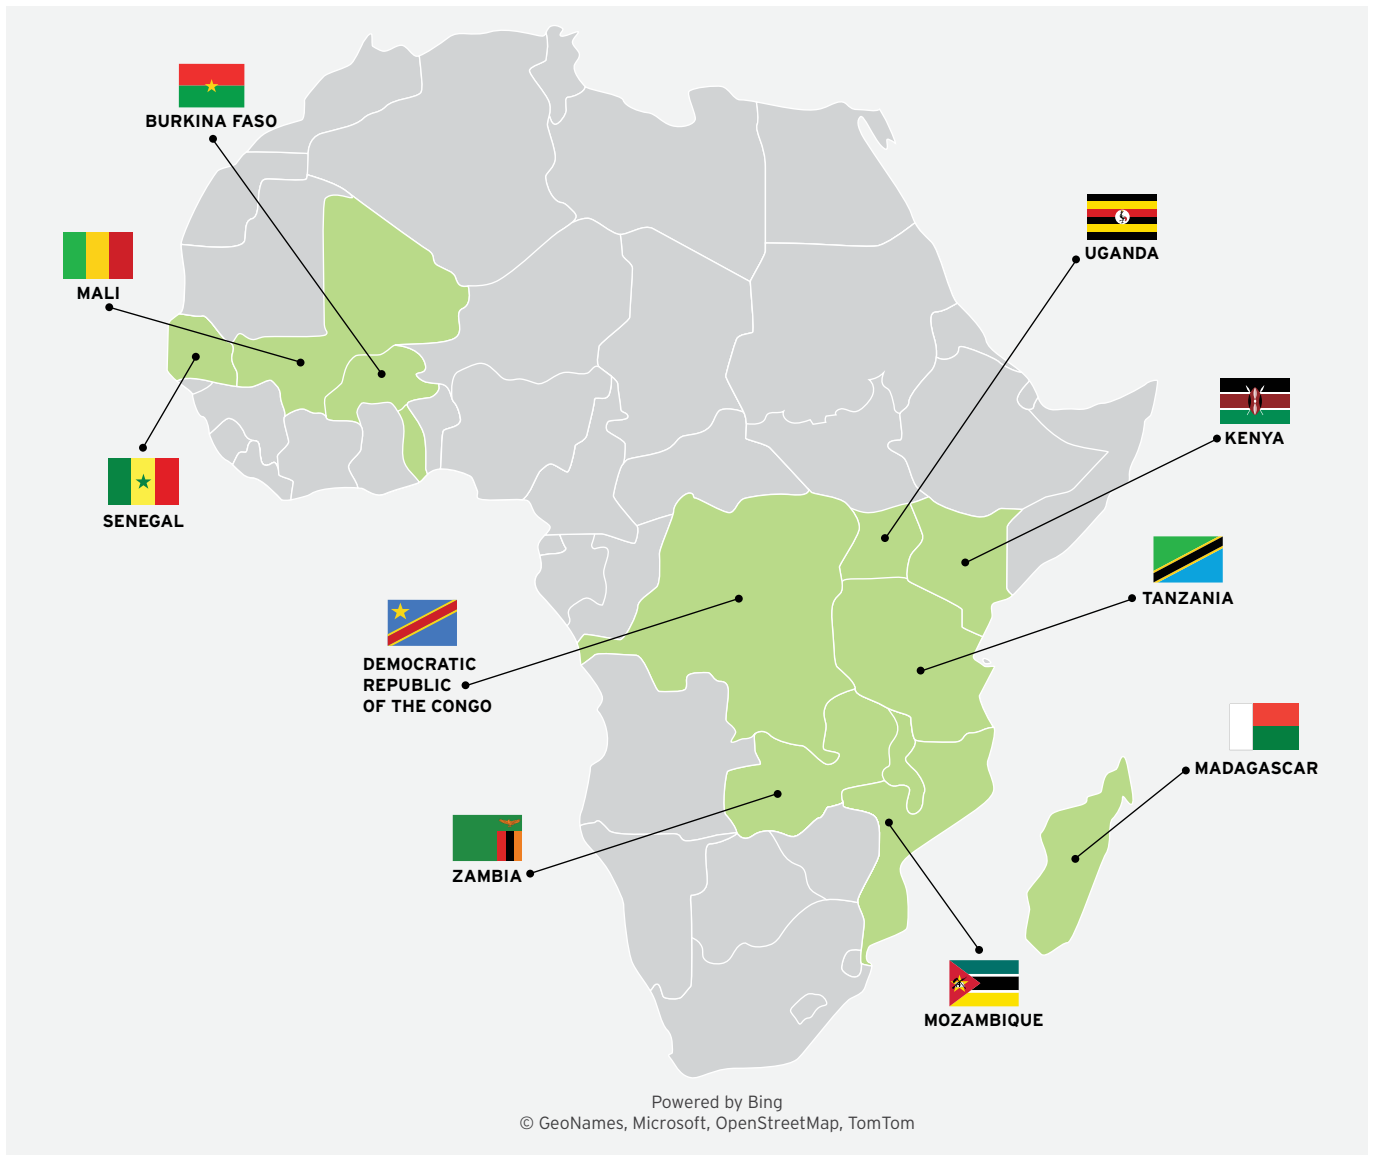 BURKINA FASO
MALI
SENEGAL
UGANDA
KENYA
TANZANIA
DEMOCRATIC
REPUBLIC
OF THE CONGO
MADAGASCAR
ZAMBIA
MOZAMBIQUE
Powered by Bing
© GeoNames, Microsoft, OpenStreetMap, TomTom